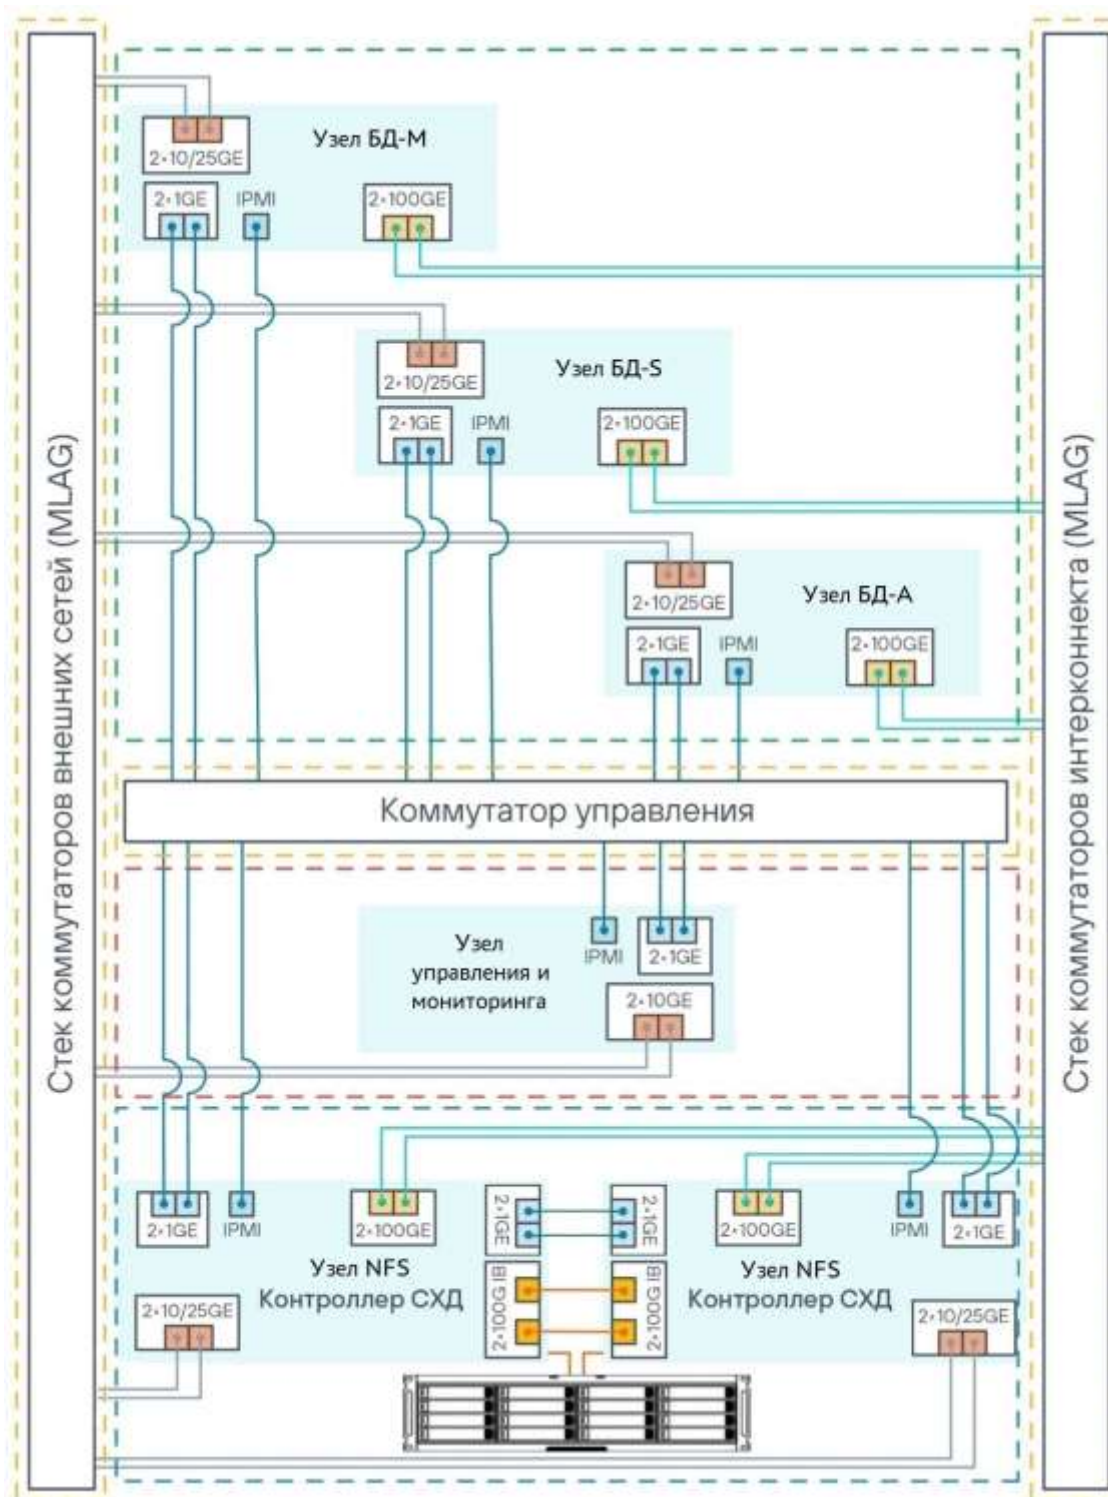 Стек коммутаторов внешних сетей (MLAG)
Узел БД-М
2×10/25GE
2×1GE
IPMI
2×100GE
Узел БД-S
2×10/25GE
2×1GE
IPMI
2×100GE
Узел БД-А
2×10/25GE
2×1GE
IPMI
2×100GE
Коммутатор управления
Узел
управления и
мониторинга
IPMI
2×1GE
2×10GE
2×1GE
IPMI
2×100GE
2×1GE
2×1GE
2×100GE
IPMI
2×1GE
Узел NFS
Контроллер СХД
2×100G IB
2×100G IB
Узел NFS
Контроллер СХД
2×10/25GE
2×10/25GE
Стек коммутаторов интерконнекта (MLAG)